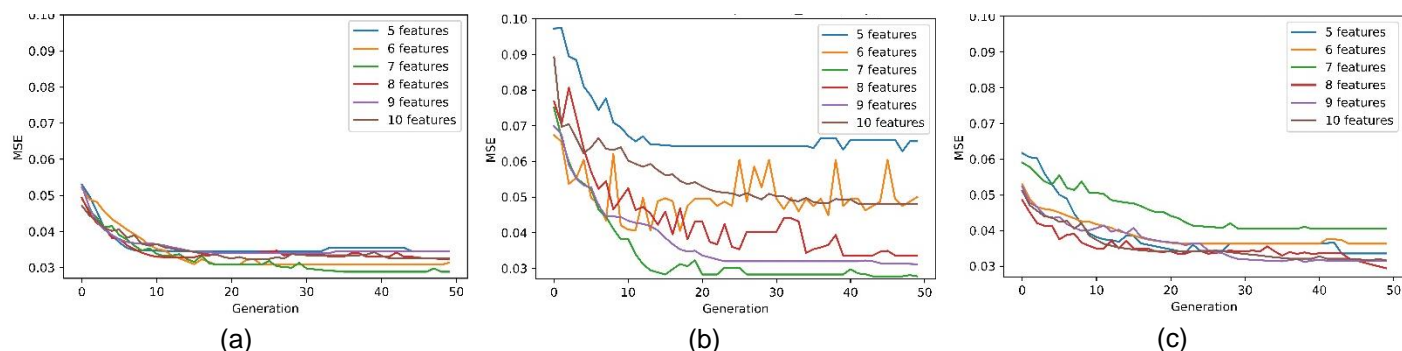 0.10
0.09
0.08
0.07
0.06
0.05
0.04
0.03
MSE
0
10
20
30
40
50
Generation
5 features
6 features
7 features
8 features
9 features
10 features
(a)
0.10
0.09
0.08
0.07
0.06
0.05
0.04
0.03
MSE
0
10
20
30
40
50
Generation
5 features
6 features
7 features
8 features
9 features
10 features
(b)
0.10
0.09
0.08
0.07
0.06
0.05
0.04
0.03
MSE
0
10
20
30
40
50
Generation
5 features
6 features
7 features
8 features
9 features
10 features
(c)